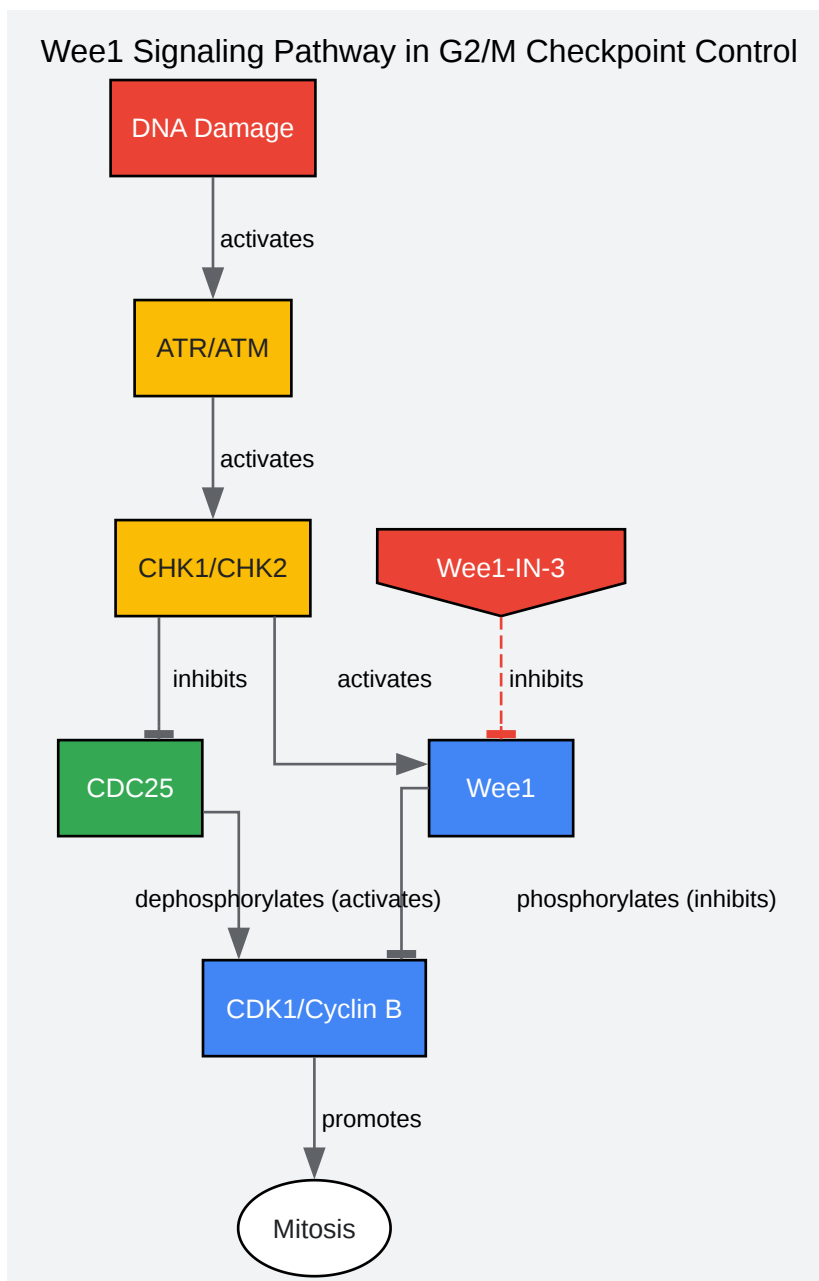 Wee1 Signaling Pathway in G2/M Checkpoint Control
DNA Damage
activates
ATR/ATM
activates
CHK1/CHK2
Wee1-IN-3
inhibits
activates
inhibits
CDC25
Wee1
dephosphorylates (activates)
phosphorylates (inhibits)
CDK1/Cyclin B
promotes
Mitosis